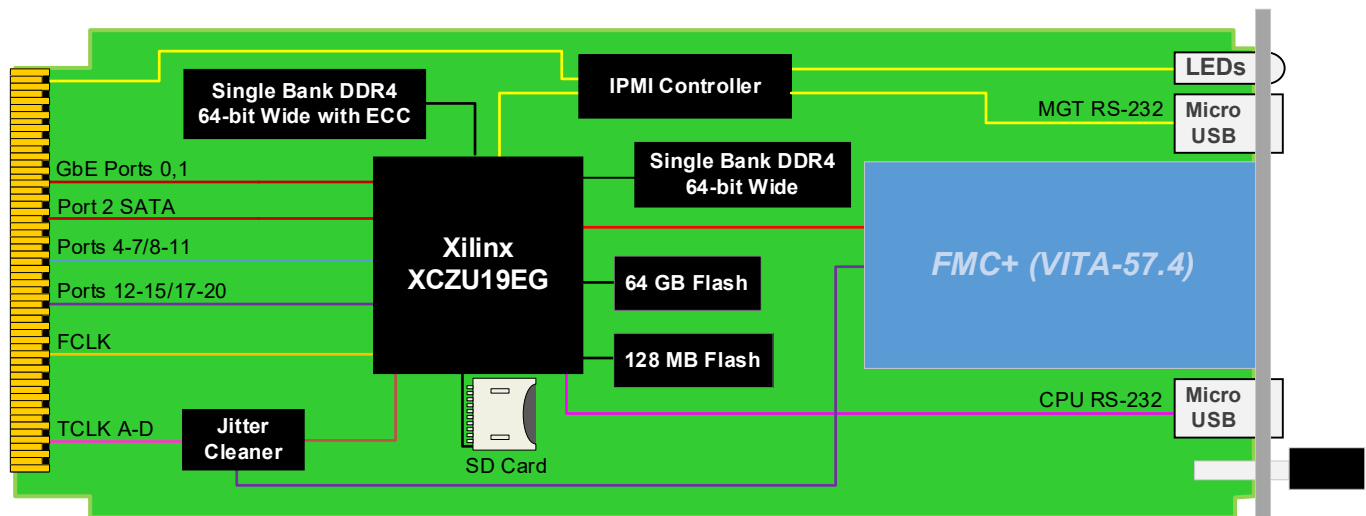 LEDs
Single Bank DDR4
64-bit Wide with ECC
IPMI Controller
MGT RS-232
Micro
USB
GbE Ports 0,1
Single Bank DDR4
64-bit Wide
Port 2 SATA
Ports 4-7/8-11
Xilinx
XCZU19EG
FMC+ (VITA-57.4)
64 GB Flash
Ports 12-15/17-20
FCLK
128 MB Flash
CPU RS-232
Micro
USB
TCLK A-D
Jitter
Cleaner
SD Card